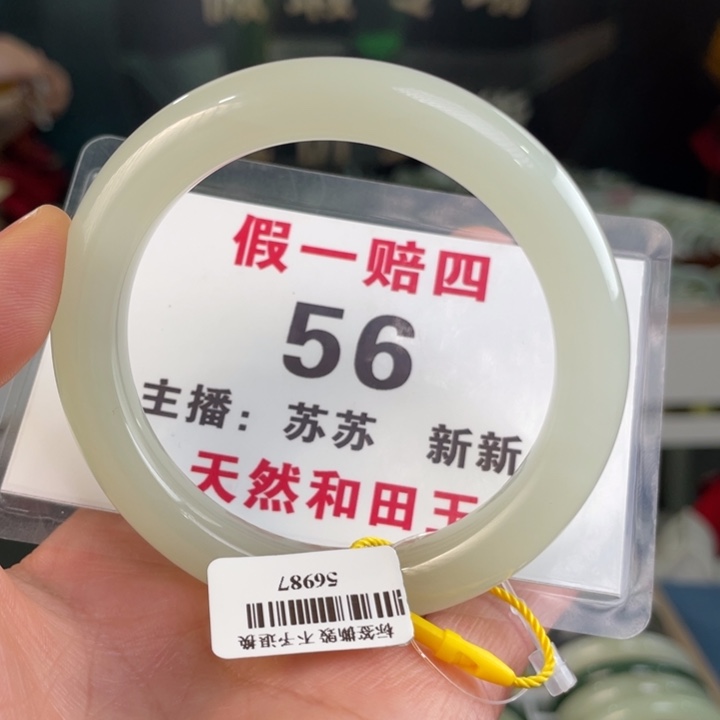 假一赔四
56
主播：苏苏 新新
天然和田玉
56987
标签撕毁 不予退换